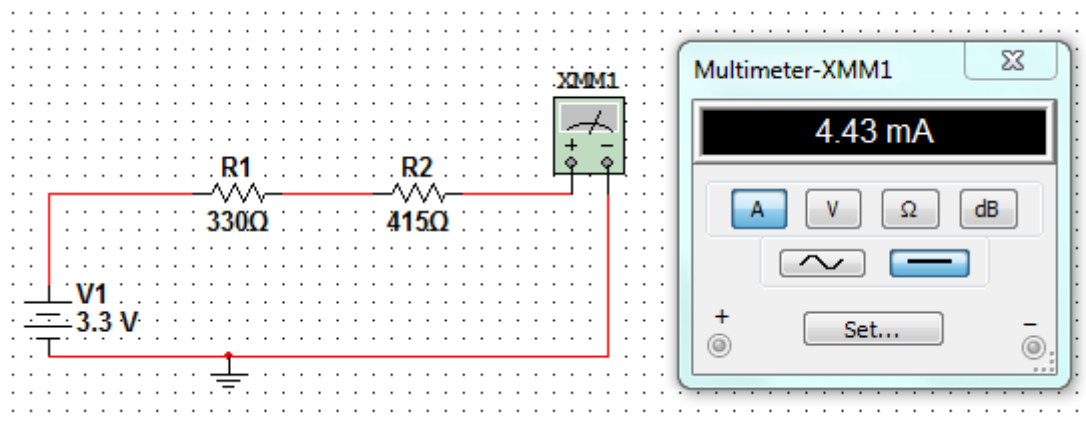 XMM1
+ −
R1
330Ω
R2
415Ω
V1
3.3 V
Multimeter-XMM1
4.43 mA
A V Ω dB
+ Set... −